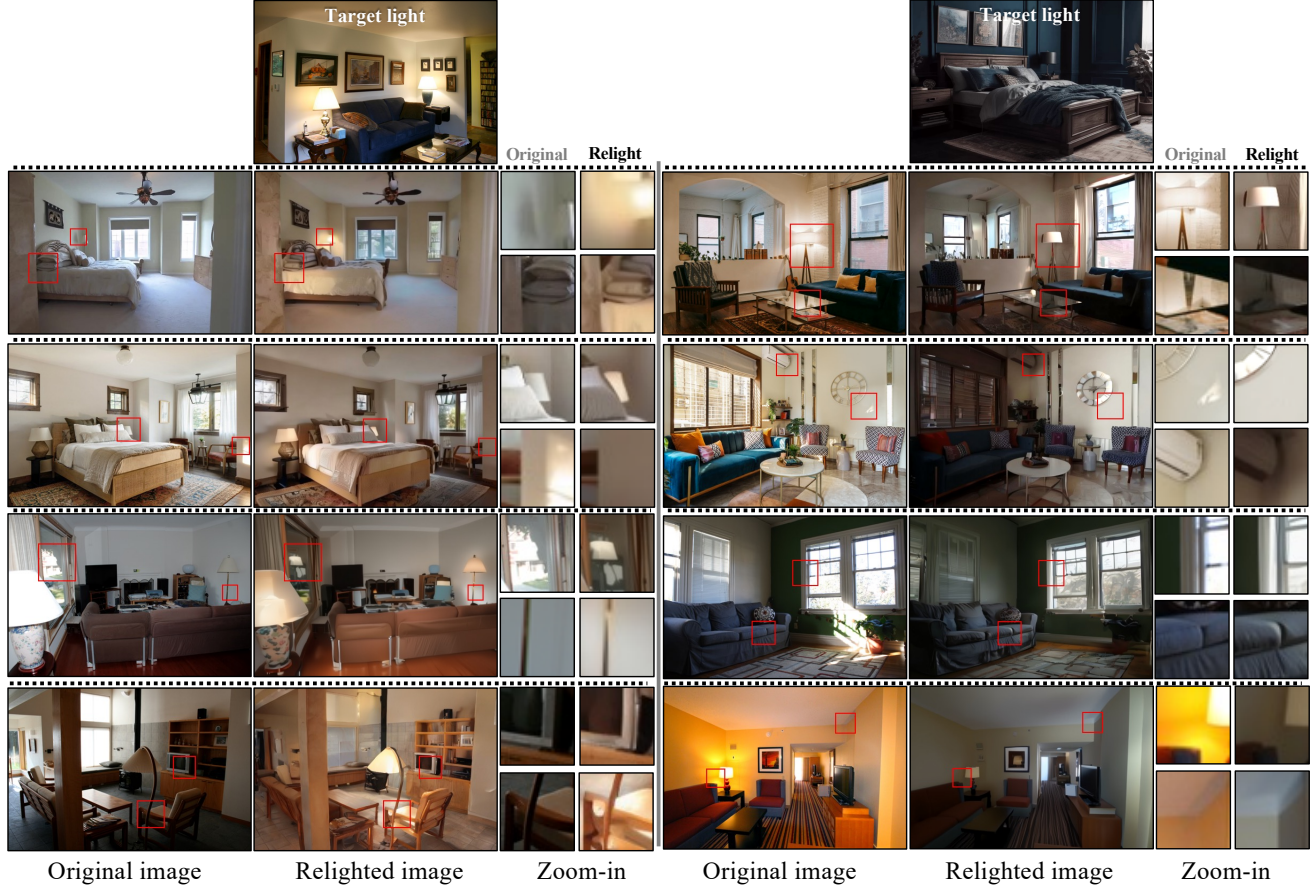 Target light
Target light
Original
Relight
Original
Relight
Original image
Relighted image
Zoom-in
Original image
Relighted image
Zoom-in